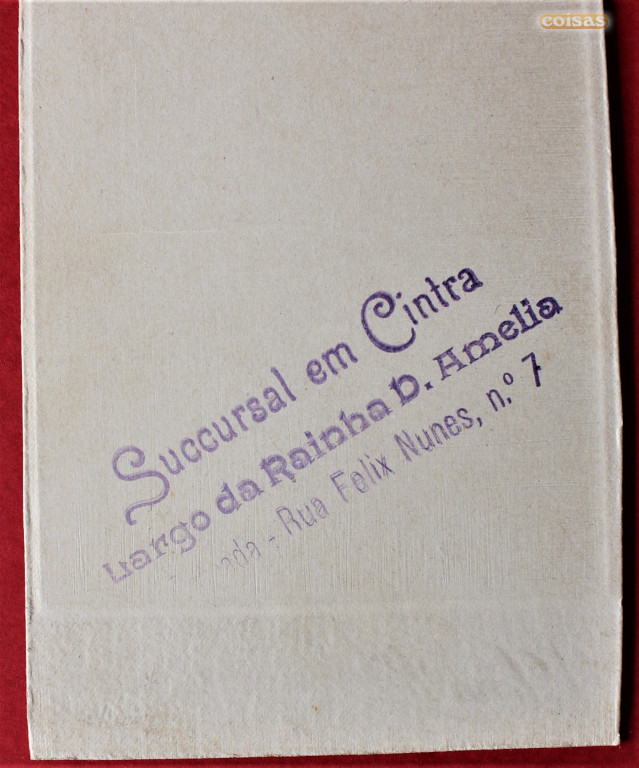 coisas
Succursal em Cintra
Largo da Rainha D. Amelia
Rua Felix Nunes, n.º 7